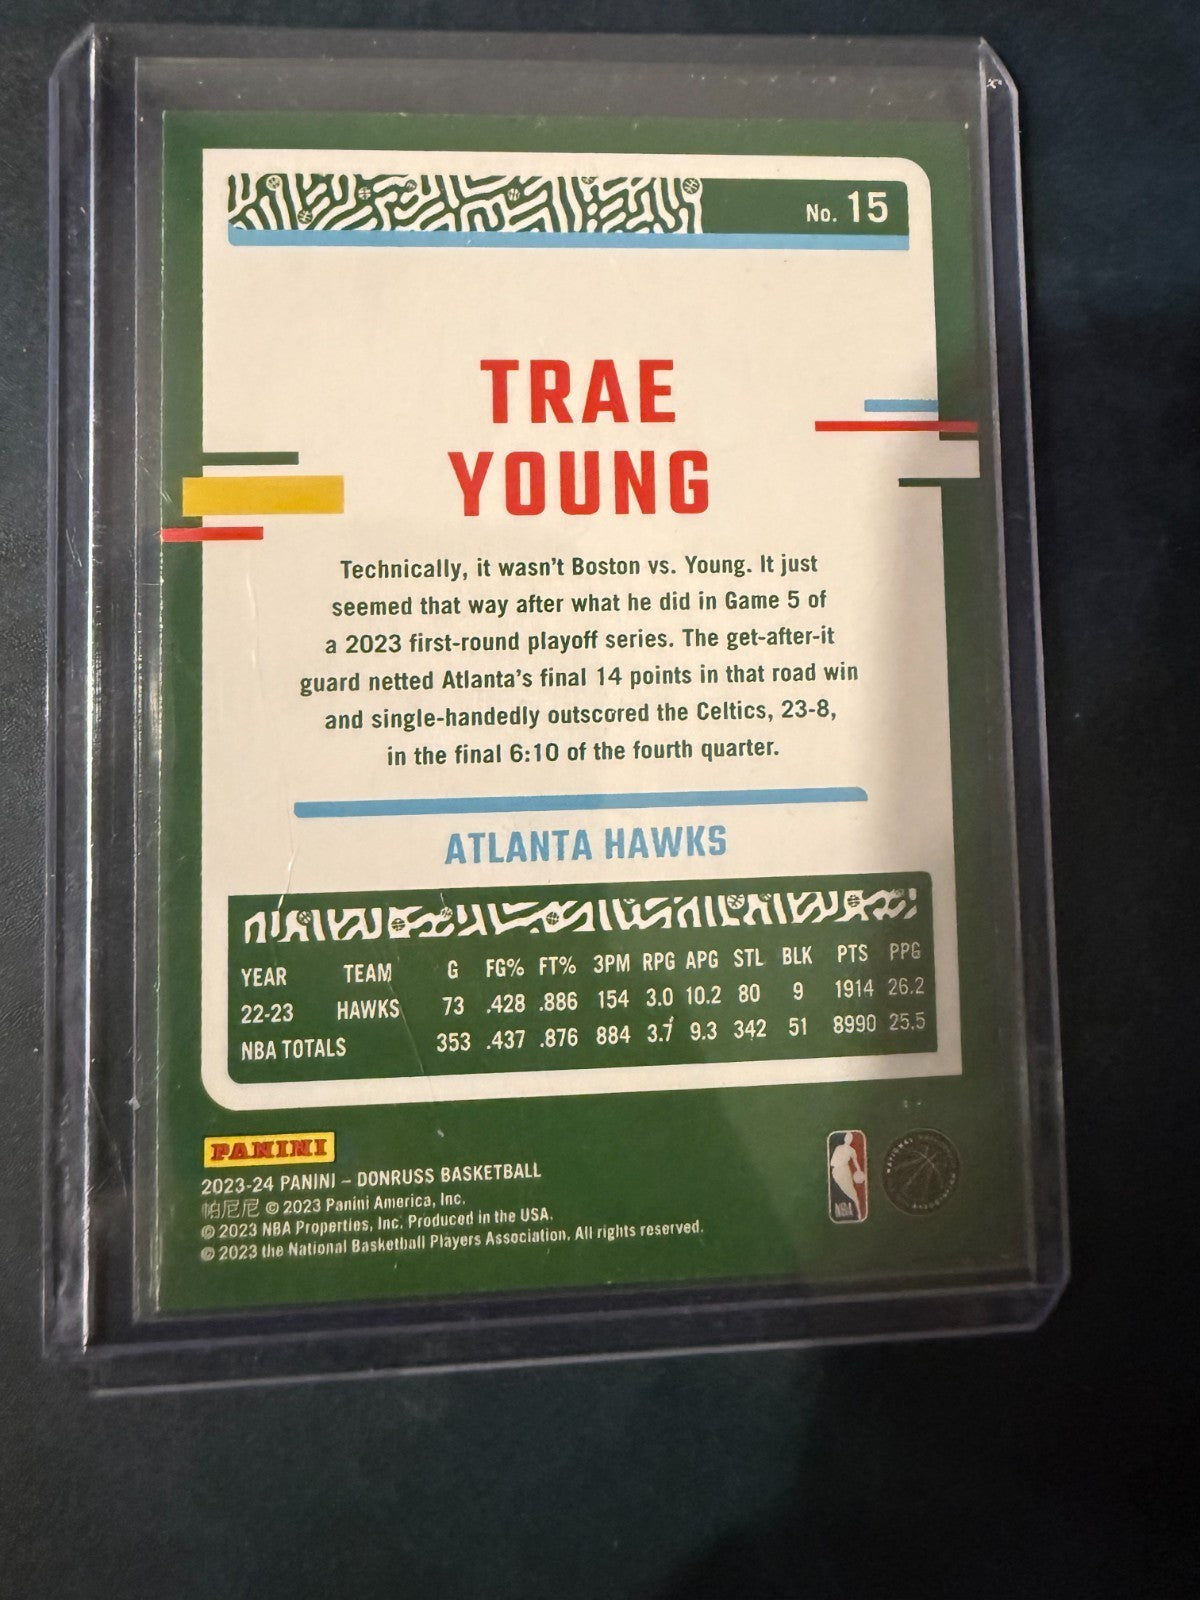 No. 15
TRAE
YOUNG
Technically, it wasn't Boston vs. Young. It just
seemed that way after what he did in Game 5 of
a 2023 first-round playoff series. The get-after-it
guard netted Atlanta's final 14 points in that road win
and single-handedly outscored the Celtics, 23-8,
in the final 6:10 of the fourth quarter.
ATLANTA HAWKS
YEAR TEAM G FG% FT% 3PM RPG APG STL BLK PTS PPG
22-23 HAWKS 73 .428 .886 154 3.0 10.2 80 9 1914 26.2
NBA TOTALS 353 .437 .876 884 3.7 9.3 342 51 8990 25.5
PANINI
2023-24 PANINI – DONRUSS BASKETBALL
帕尼尼 © 2023 Panini America, Inc.
© 2023 NBA Properties, Inc. Produced in the USA.
© 2023 the National Basketball Players Association. All rights reserved.
NBA